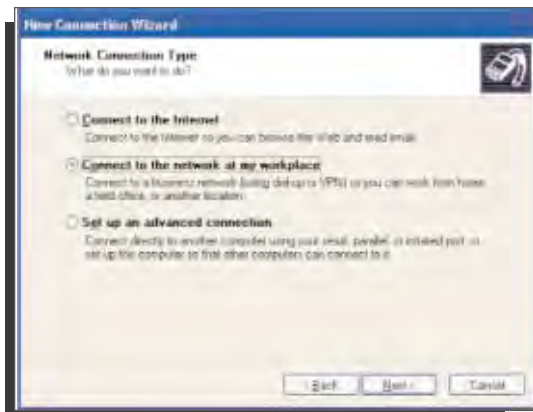 New Connection Wizard
Network Connection Type
What do you want to do?
Connect to the Internet
Connect to the Internet so you can browse the Web and read email.
Connect to the network at my workplace
Connect to a business network (using dial-up or VPN) so you can work from home,
a field office, or another location.
Set up an advanced connection
Connect directly to another computer using your serial, parallel, or infrared port, or
set up this computer so that other computers can connect to it.
< Back
Next >
Cancel